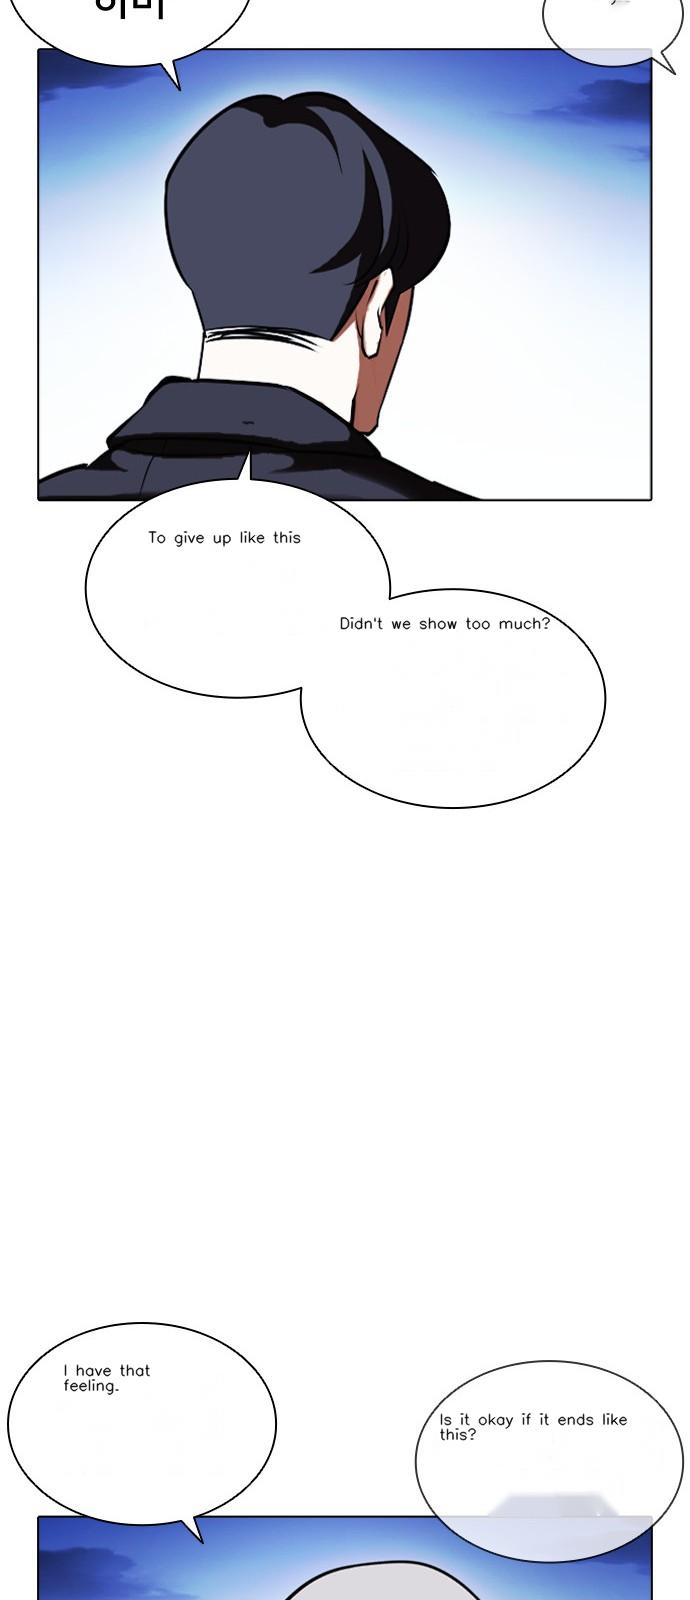 To give up like this
Didn't we show too much?
I have that
feeling.
Is it okay if it ends like
this?